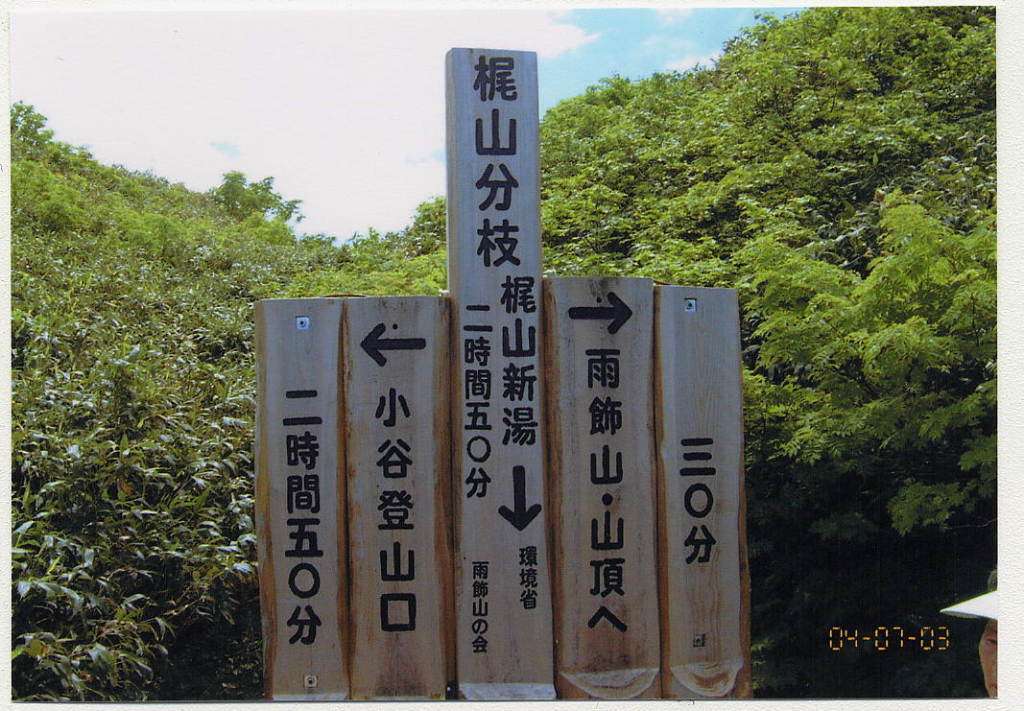 梶山分枝
梶山新湯
二時間五〇分
環境省
雨飾山の会
雨飾山・山頂へ
三〇分
小谷登山口
二時間五〇分
04-07-03